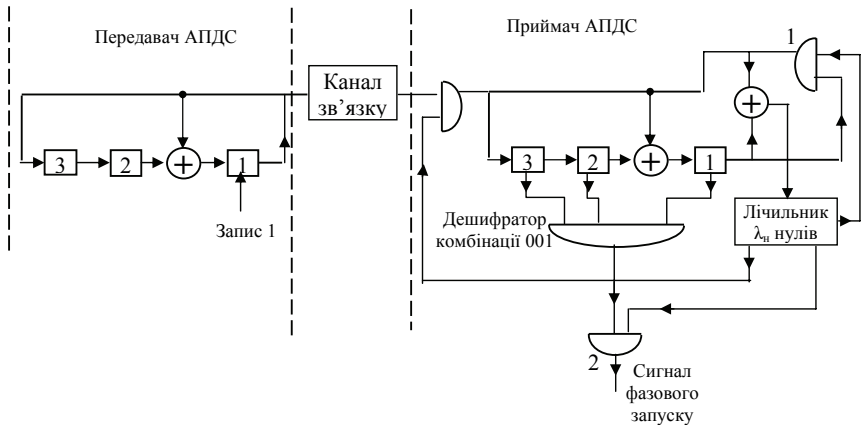 Передавач АПДС
Приймач АПДС
1
Канал
зв’язку
+
3
2
+
1
3
2
+
1
Запис 1
Дешифратор
комбінації 001
Лічильник
λн нулів
2
Сигнал
фазового
запуску